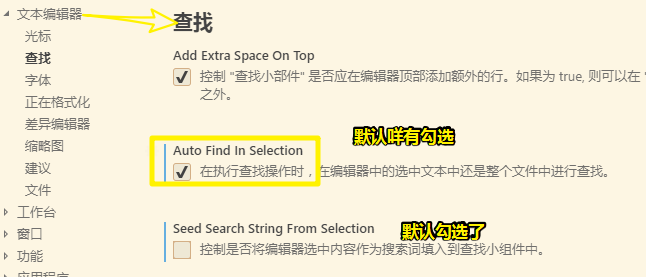 文本编辑器
光标
查找
字体
正在格式化
差异编辑器
缩略图
建议
文件
工作台
窗口
功能
应用程序
查找
Add Extra Space On Top
控制 "查找小部件" 是否应在编辑器顶部添加额外的行。如果为 true, 则可以在 "
之外。
默认咩有勾选
Auto Find In Selection
在执行查找操作时，在编辑器中的选中文本中还是整个文件中进行查找。
Seed Search String From Selection
默认勾选了
控制是否将编辑器选中内容作为搜索词填入到查找小组件中。